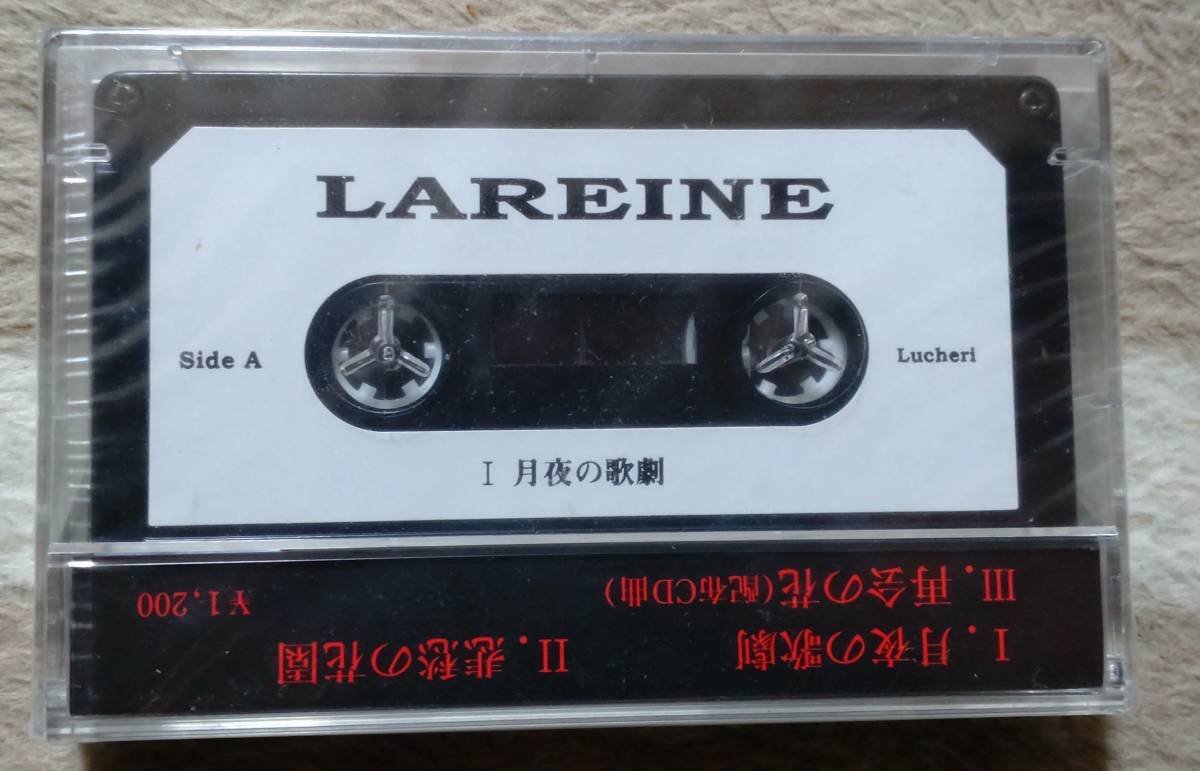 LAREINE
Side A
Lucheri
I 月夜の歌劇
I. 月夜の歌劇 II. 悲愁の花園
III. 再会の花(配布CD曲) ¥1,200